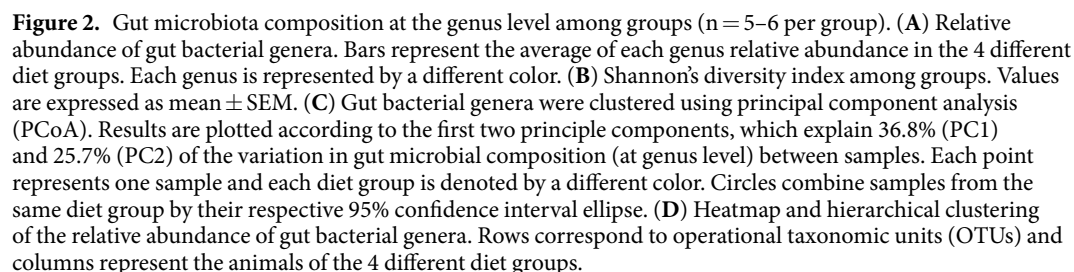 Figure 2. Gut microbiota composition at the genus level among groups (n = 5–6 per group). (A) Relative
abundance of gut bacterial genera. Bars represent the average of each genus relative abundance in the 4 different
diet groups. Each genus is represented by a different color. (B) Shannon's diversity index among groups. Values
are expressed as mean ± SEM. (C) Gut bacterial genera were clustered using principal component analysis
(PCoA). Results are plotted according to the first two principle components, which explain 36.8% (PC1)
and 25.7% (PC2) of the variation in gut microbial composition (at genus level) between samples. Each point
represents one sample and each diet group is denoted by a different color. Circles combine samples from the
same diet group by their respective 95% confidence interval ellipse. (D) Heatmap and hierarchical clustering
of the relative abundance of gut bacterial genera. Rows correspond to operational taxonomic units (OTUs) and
columns represent the animals of the 4 different diet groups.